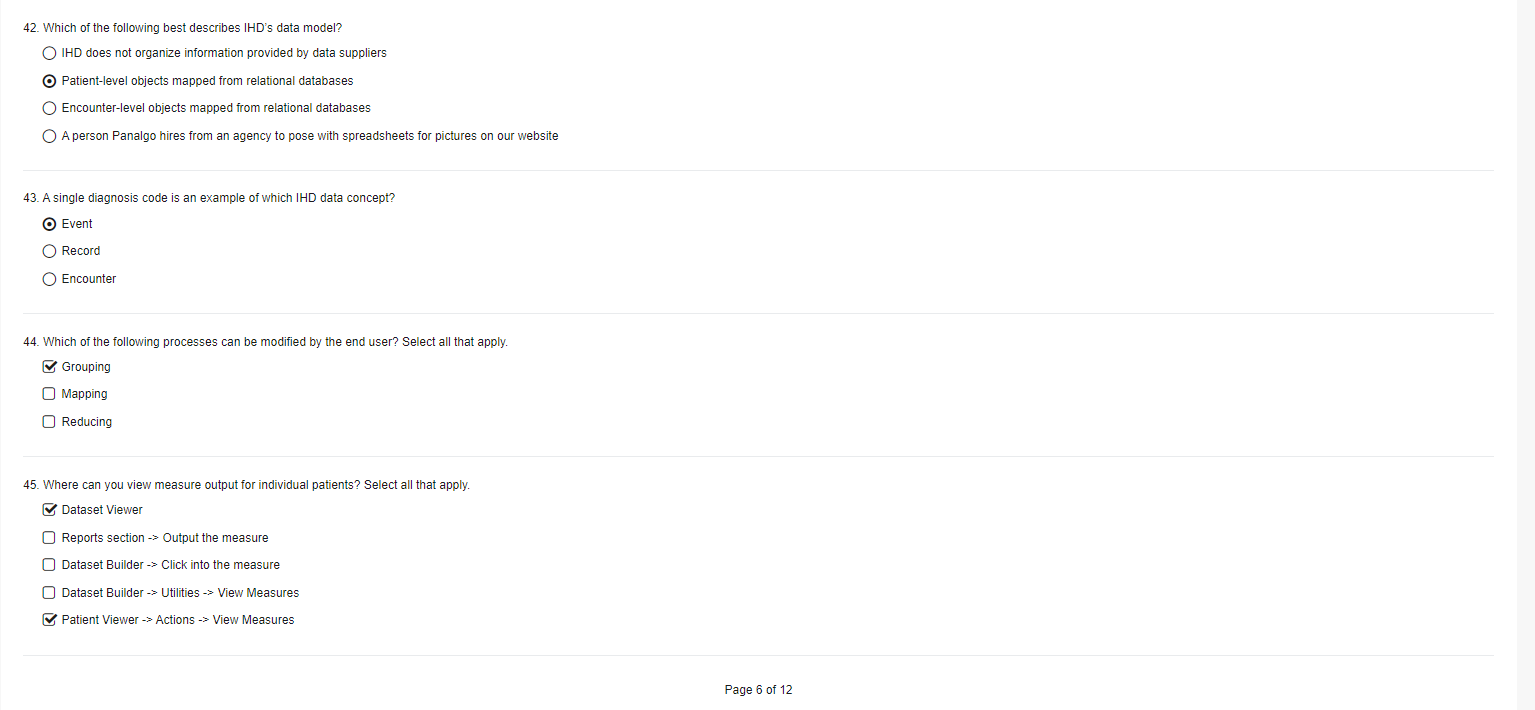 42. Which of the following best describes IHD's data model?
IHD does not organize information provided by data suppliers
Patient-level objects mapped from relational databases
Encounter-level objects mapped from relational databases
A person Panalgo hires from an agency to pose with spreadsheets for pictures on our website
43. A single diagnosis code is an example of which IHD data concept?
Event
Record
Encounter
44. Which of the following processes can be modified by the end user? Select all that apply.
Grouping
Mapping
Reducing
45. Where can you view measure output for individual patients? Select all that apply.
Dataset Viewer
Reports section -> Output the measure
Dataset Builder -> Click into the measure
Dataset Builder -> Utilities -> View Measures
Patient Viewer -> Actions -> View Measures
Page 6 of 12